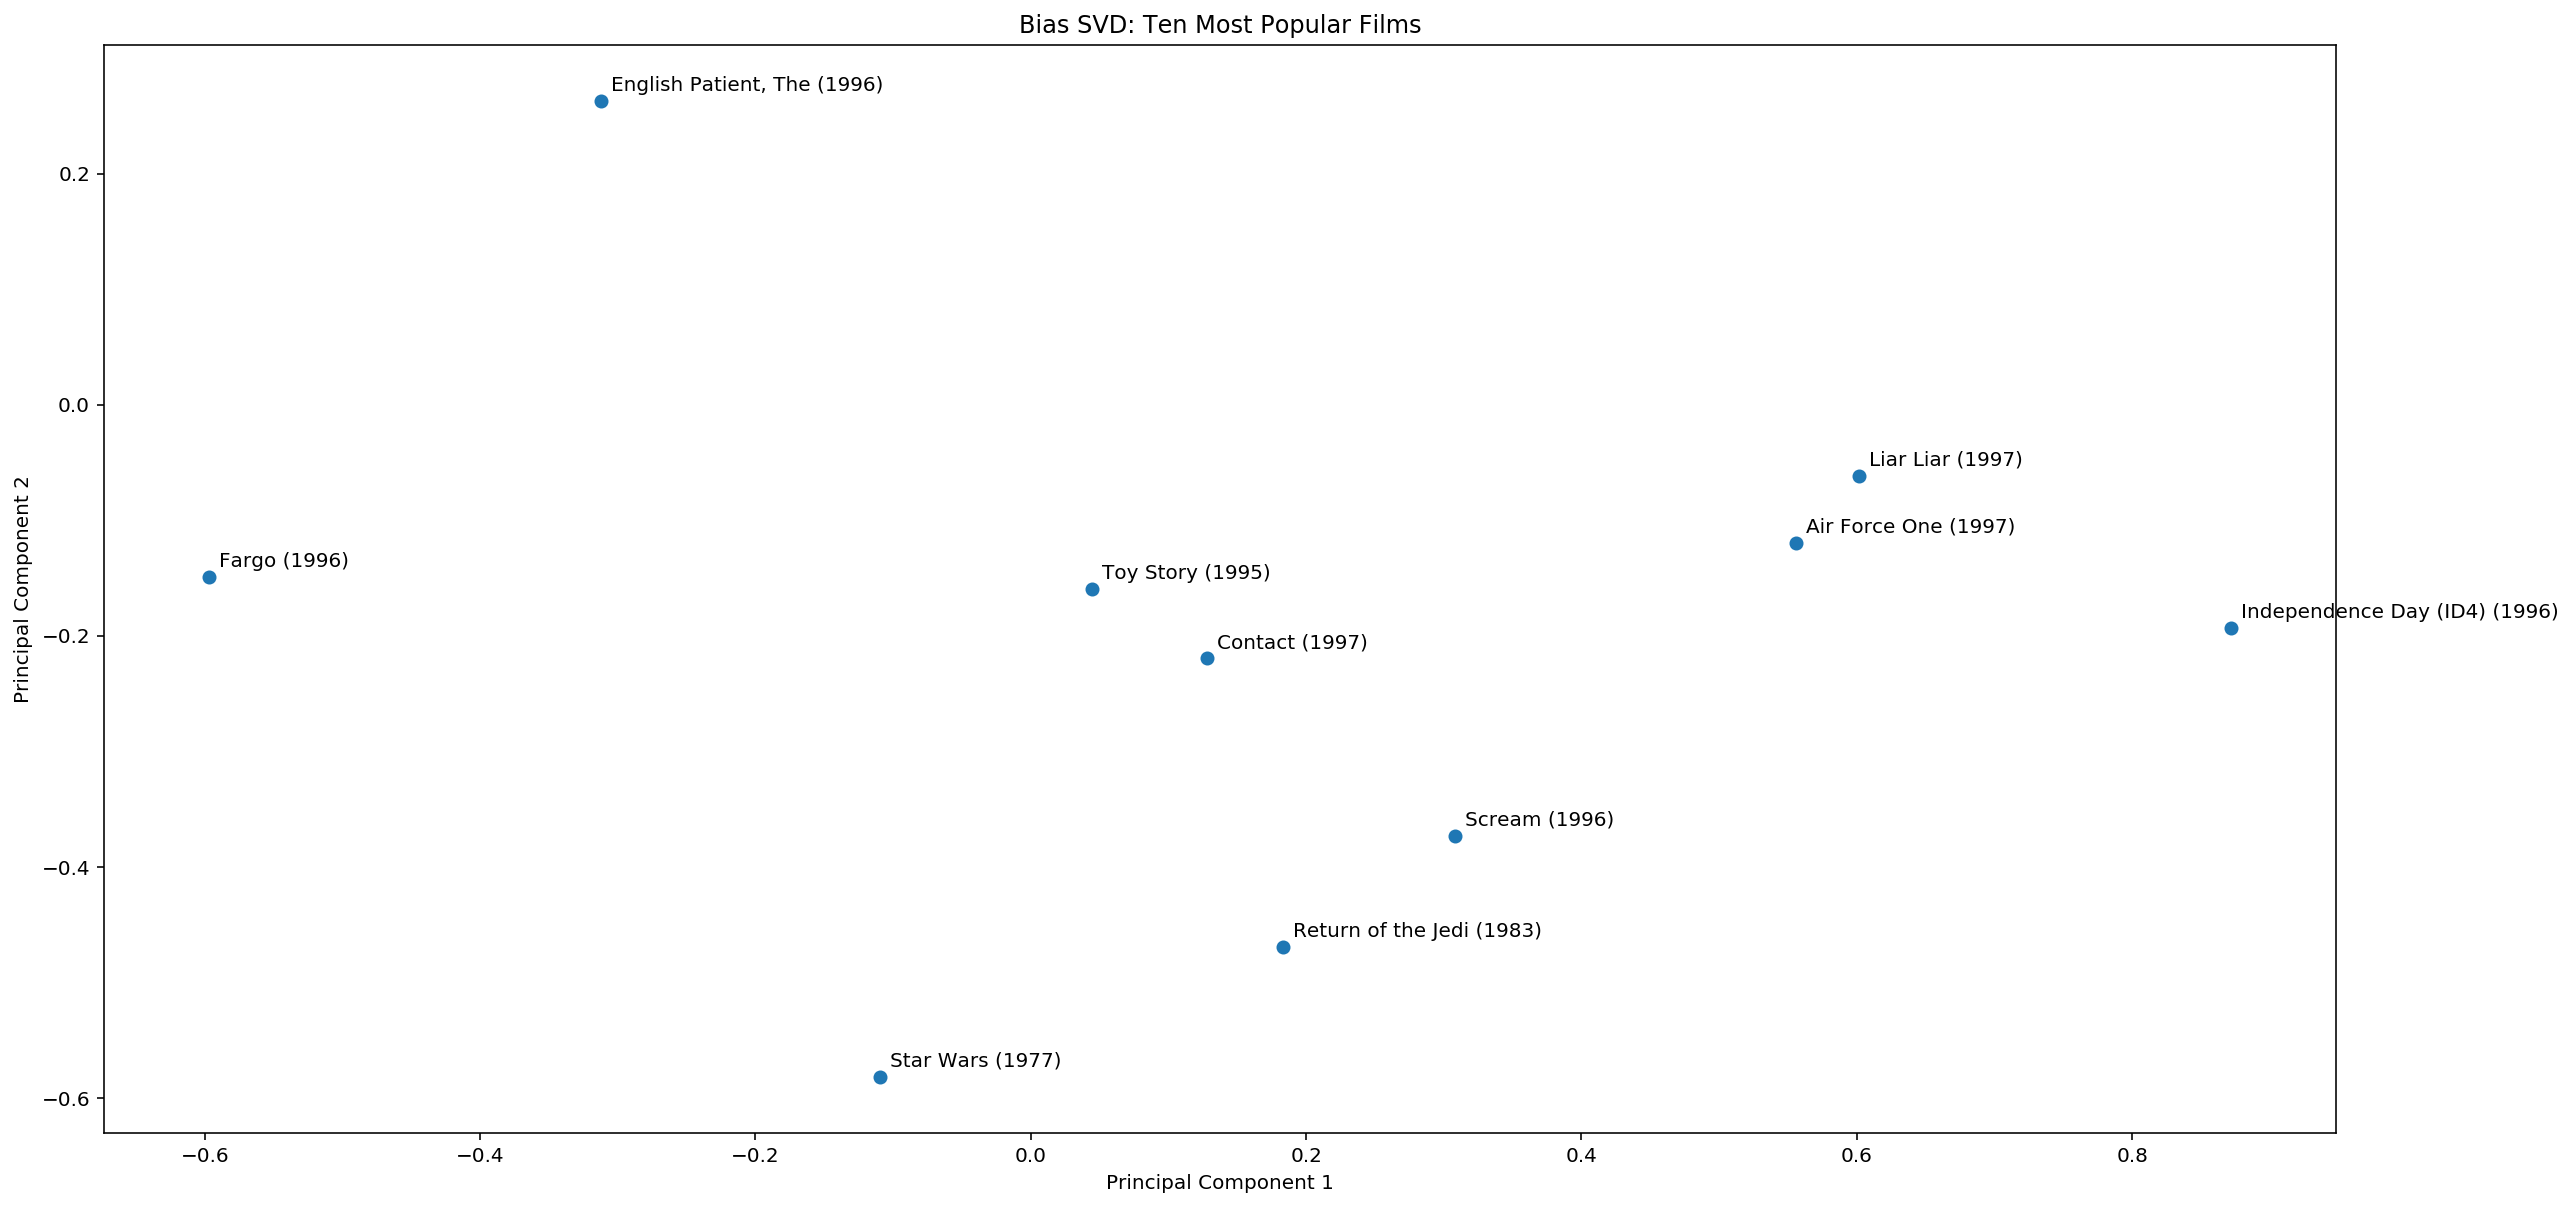 Bias SVD: Ten Most Popular Films
English Patient, The (1996)
0.2
0.0
Liar Liar (1997)
Air Force One (1997)
Fargo (1996)
Toy Story (1995)
Independence Day (ID4) (1996)
−0.2
Contact (1997)
Principal Component 2
Scream (1996)
−0.4
Return of the Jedi (1983)
Star Wars (1977)
−0.6
−0.6 −0.4 −0.2 0.0 0.2 0.4 0.6 0.8
Principal Component 1